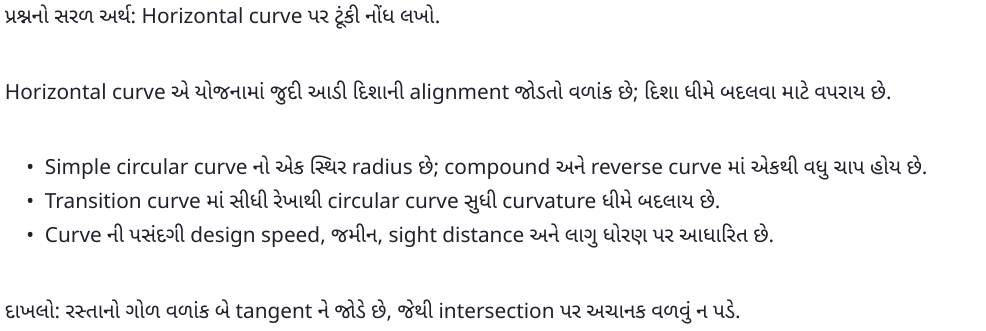 પ્રશ્નનો સરળ અર્થ: Horizontal curve પર ટૂંકી નોંધ લખો.
Horizontal curve એ યોજનામાં જુદી આડી દિશાની alignment જોડતો વળાંક છે; દિશા ધીમે બદલવા માટે વપરાય છે.
• Simple circular curve નો એક સ્થિર radius છે; compound અને reverse curve માં એકથી વધુ ચાપ હોય છે.
• Transition curve માં સીધી રેખાથી circular curve સુધી curvature ધીમે બદલાય છે.
• Curve ની પસંદગી design speed, જમીન, sight distance અને લાગુ ધોરણ પર આધારિત છે.
દાખલો: રસ્તાનો ગોળ વળાંક બે tangent ને જોડે છે, જેથી intersection પર અચાનક વળવું ન પડે.